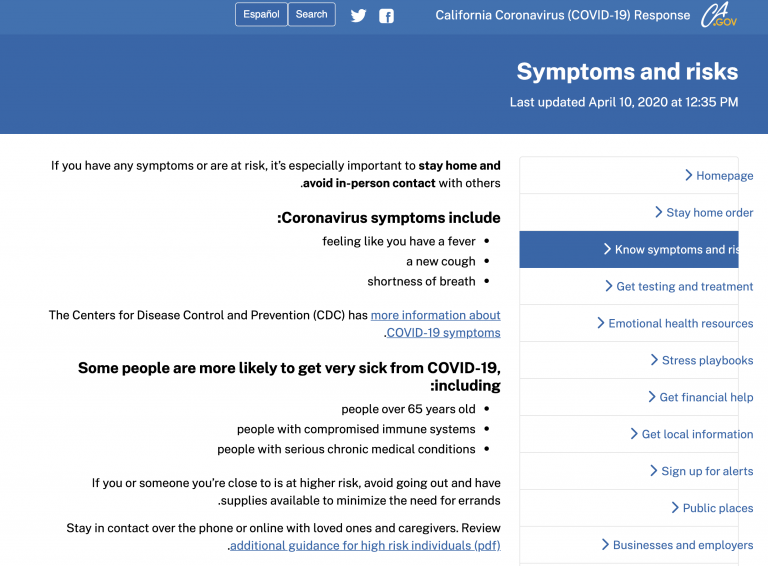 Español
Search
California Coronavirus (COVID-19) Response
CA.GOV
Symptoms and risks
Last updated April 10, 2020 at 12:35 PM
If you have any symptoms or are at risk, it's especially important to stay home and
.avoid in-person contact with others
:Coronavirus symptoms include
feeling like you have a fever •
a new cough •
shortness of breath •
The Centers for Disease Control and Prevention (CDC) has more information about
.COVID-19 symptoms
Some people are more likely to get very sick from COVID-19,
:including
people over 65 years old •
people with compromised immune systems •
people with serious chronic medical conditions •
If you or someone you're close to is at higher risk, avoid going out and have
.supplies available to minimize the need for errands
Stay in contact over the phone or online with loved ones and caregivers. Review
.additional guidance for high risk individuals (pdf)
Homepage
Stay home order
Know symptoms and ris
Get testing and treatment
Emotional health resources
Stress playbooks
Get financial help
Get local information
Sign up for alerts
Public places
Businesses and employers